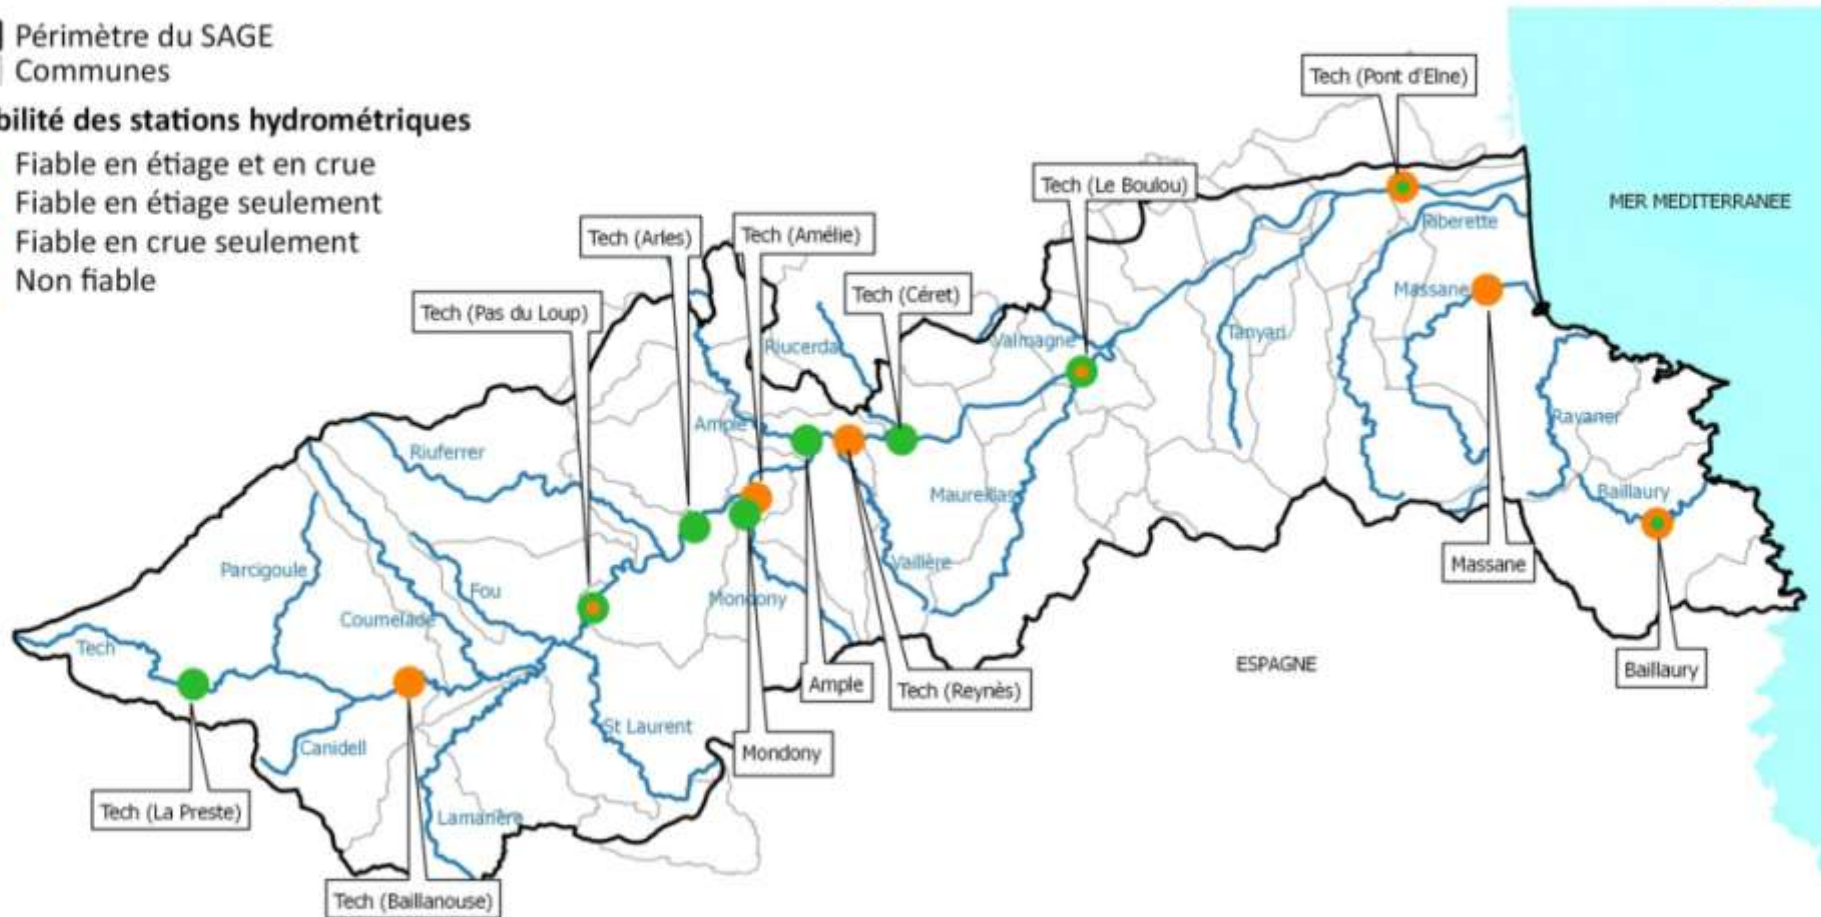 Périmètre du SAGE
Communes
bilité des stations hydrométriques
Fiable en étiage et en crue
Fiable en étiage seulement
Fiable en crue seulement
Non fiable
Tech (Pont d'Elne)
Tech (Le Boulou)
MER MEDITERRANEE
Riberette
Tech (Arles)
Tech (Amélie)
Tech (Céret)
Massane
Tech (Pas du Loup)
Riucerda
Valmagne
Tanyari
Ample
Ravaner
Riuferrer
Maureillas
Baillaury
Vaillère
Massane
Parcigoule
Fou
Mondony
Coumelade
Tech
ESPAGNE
Baillaury
Ample
Tech (Reynès)
St Laurent
Canidell
Mondony
Tech (La Preste)
Lamanère
Tech (Baillanouse)